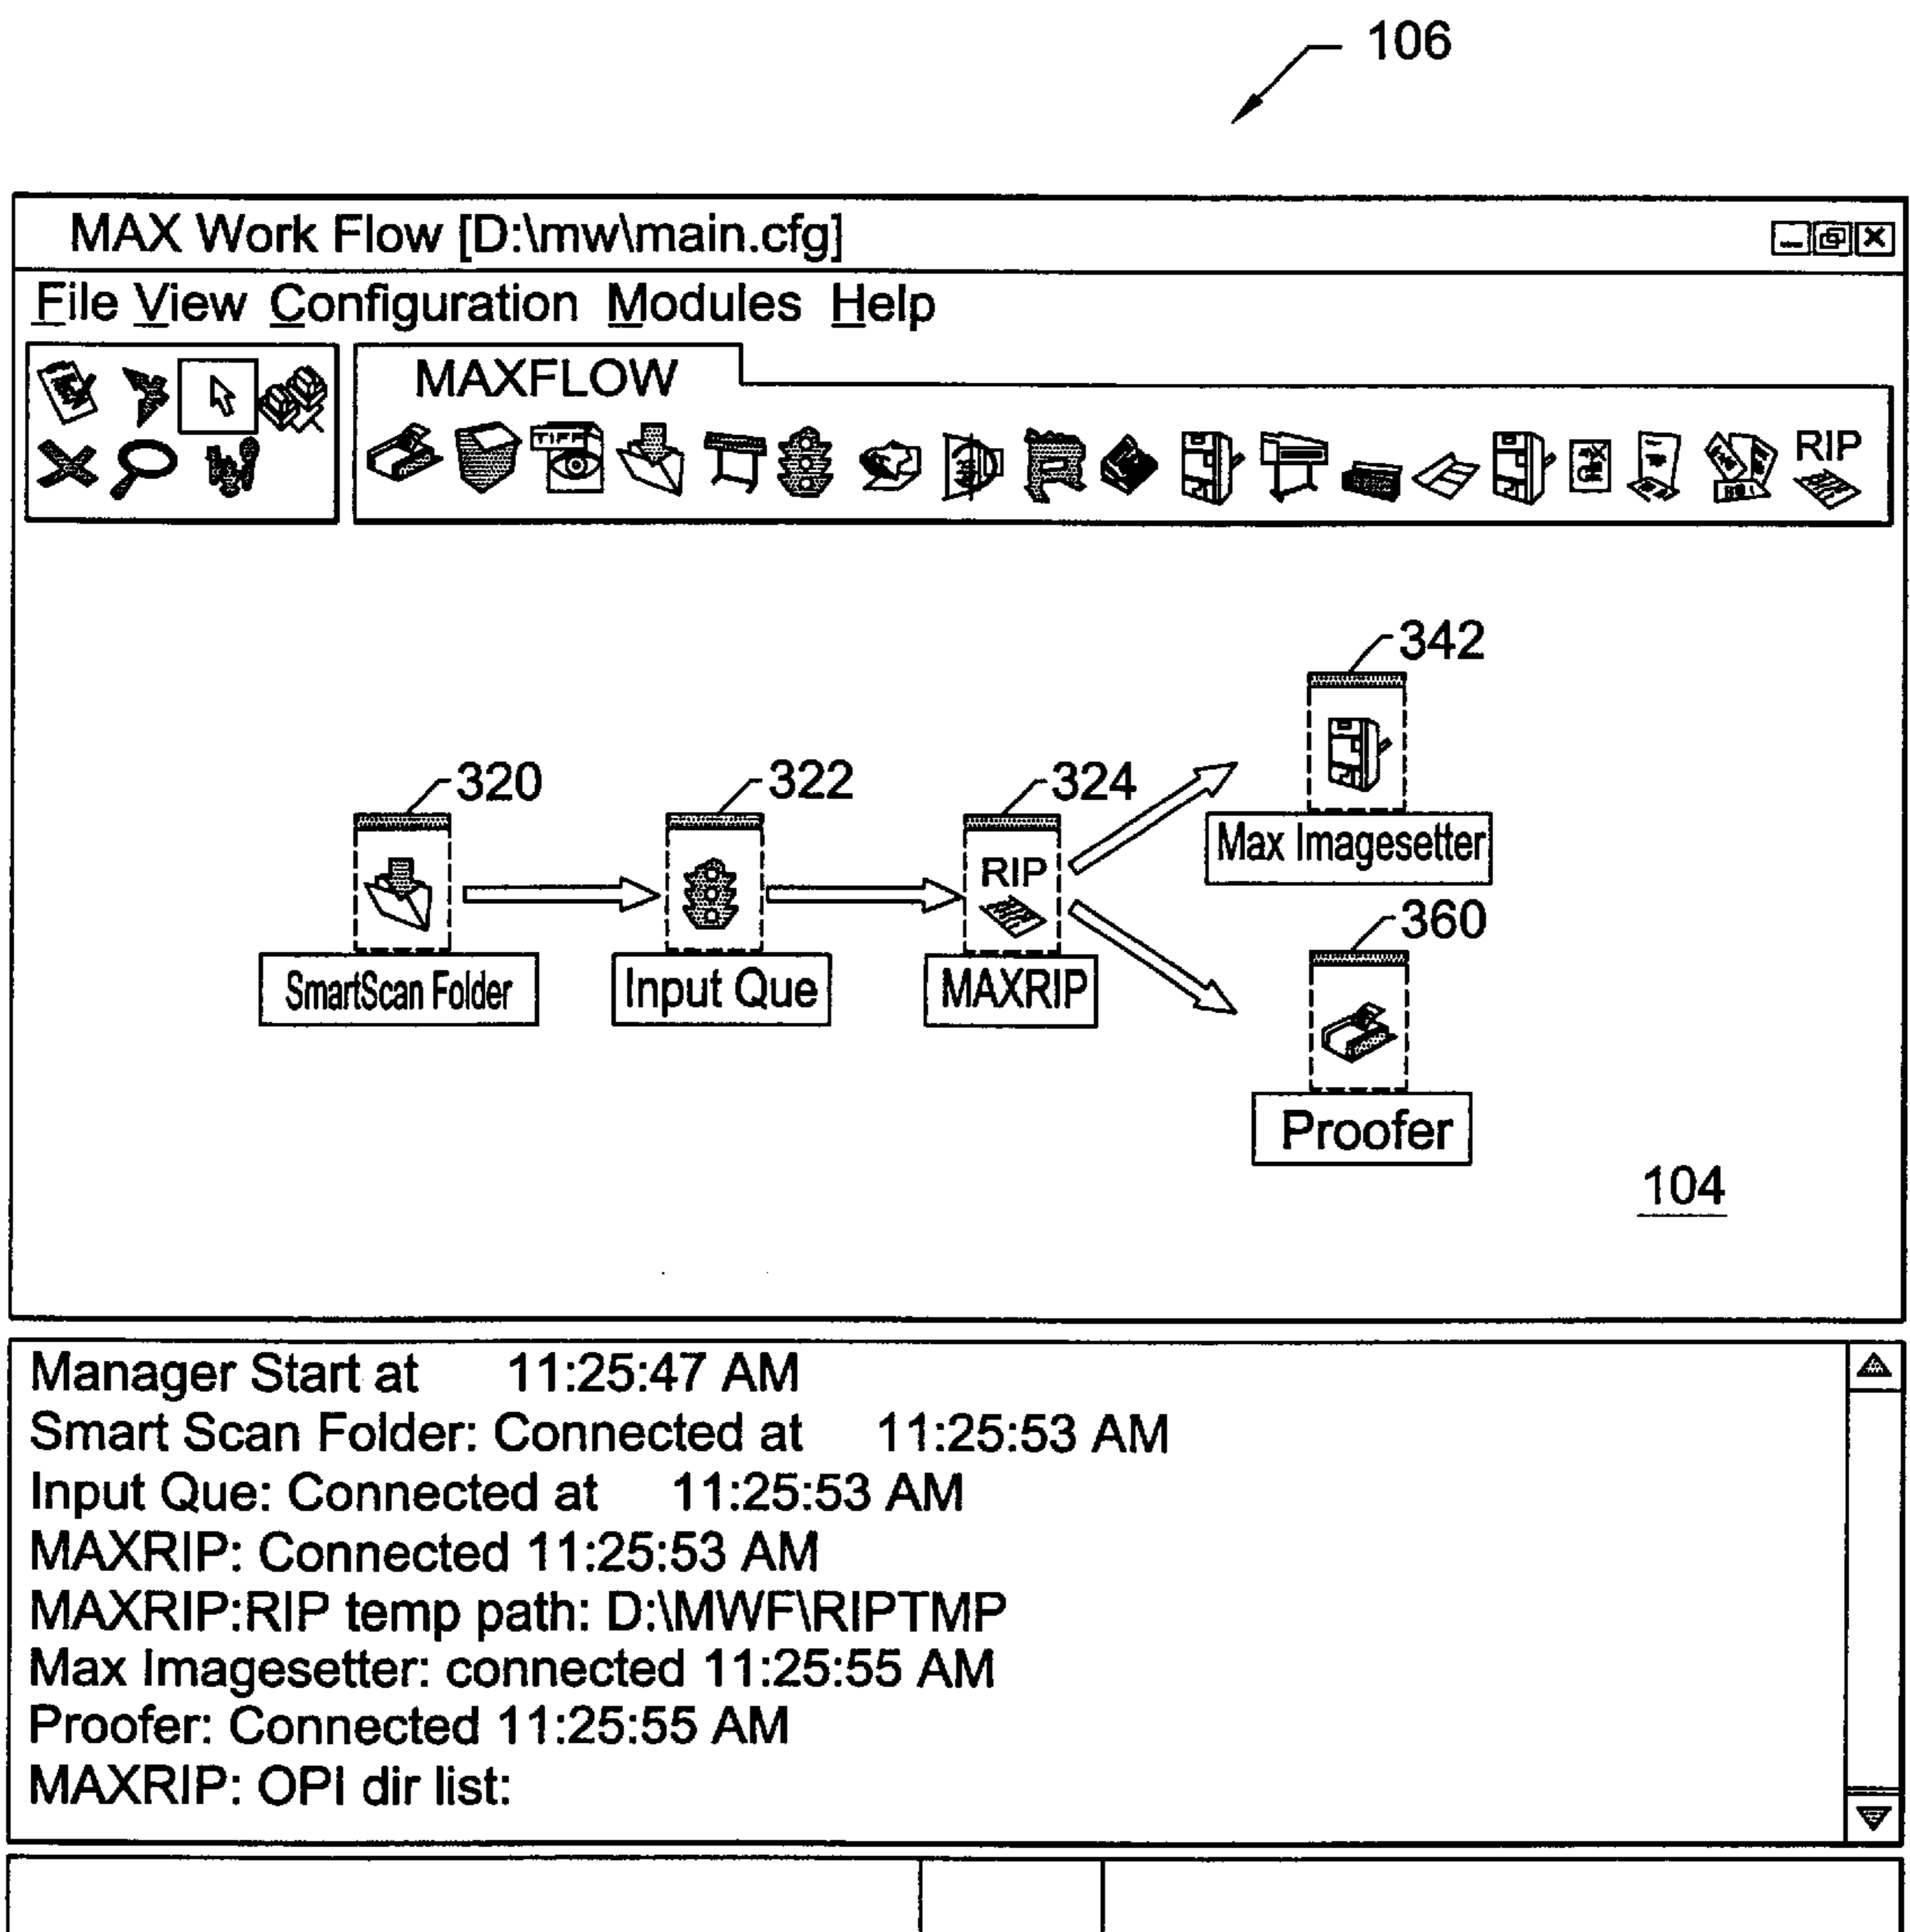 106
MAX Work Flow [D:\mw\main.cfg]
File View Configuration Modules Help
MAXFLOW
TIFF
RIP
342
320
322
324
RIP
Max Imagesetter
360
SmartScan Folder
Input Que
MAXRIP
Proofer
104
Manager Start at 11:25:47 AM
Smart Scan Folder: Connected at 11:25:53 AM
Input Que: Connected at 11:25:53 AM
MAXRIP: Connected 11:25:53 AM
MAXRIP:RIP temp path: D:\MWF\RIPTMP
Max Imagesetter: connected 11:25:55 AM
Proofer: Connected 11:25:55 AM
MAXRIP: OPI dir list: